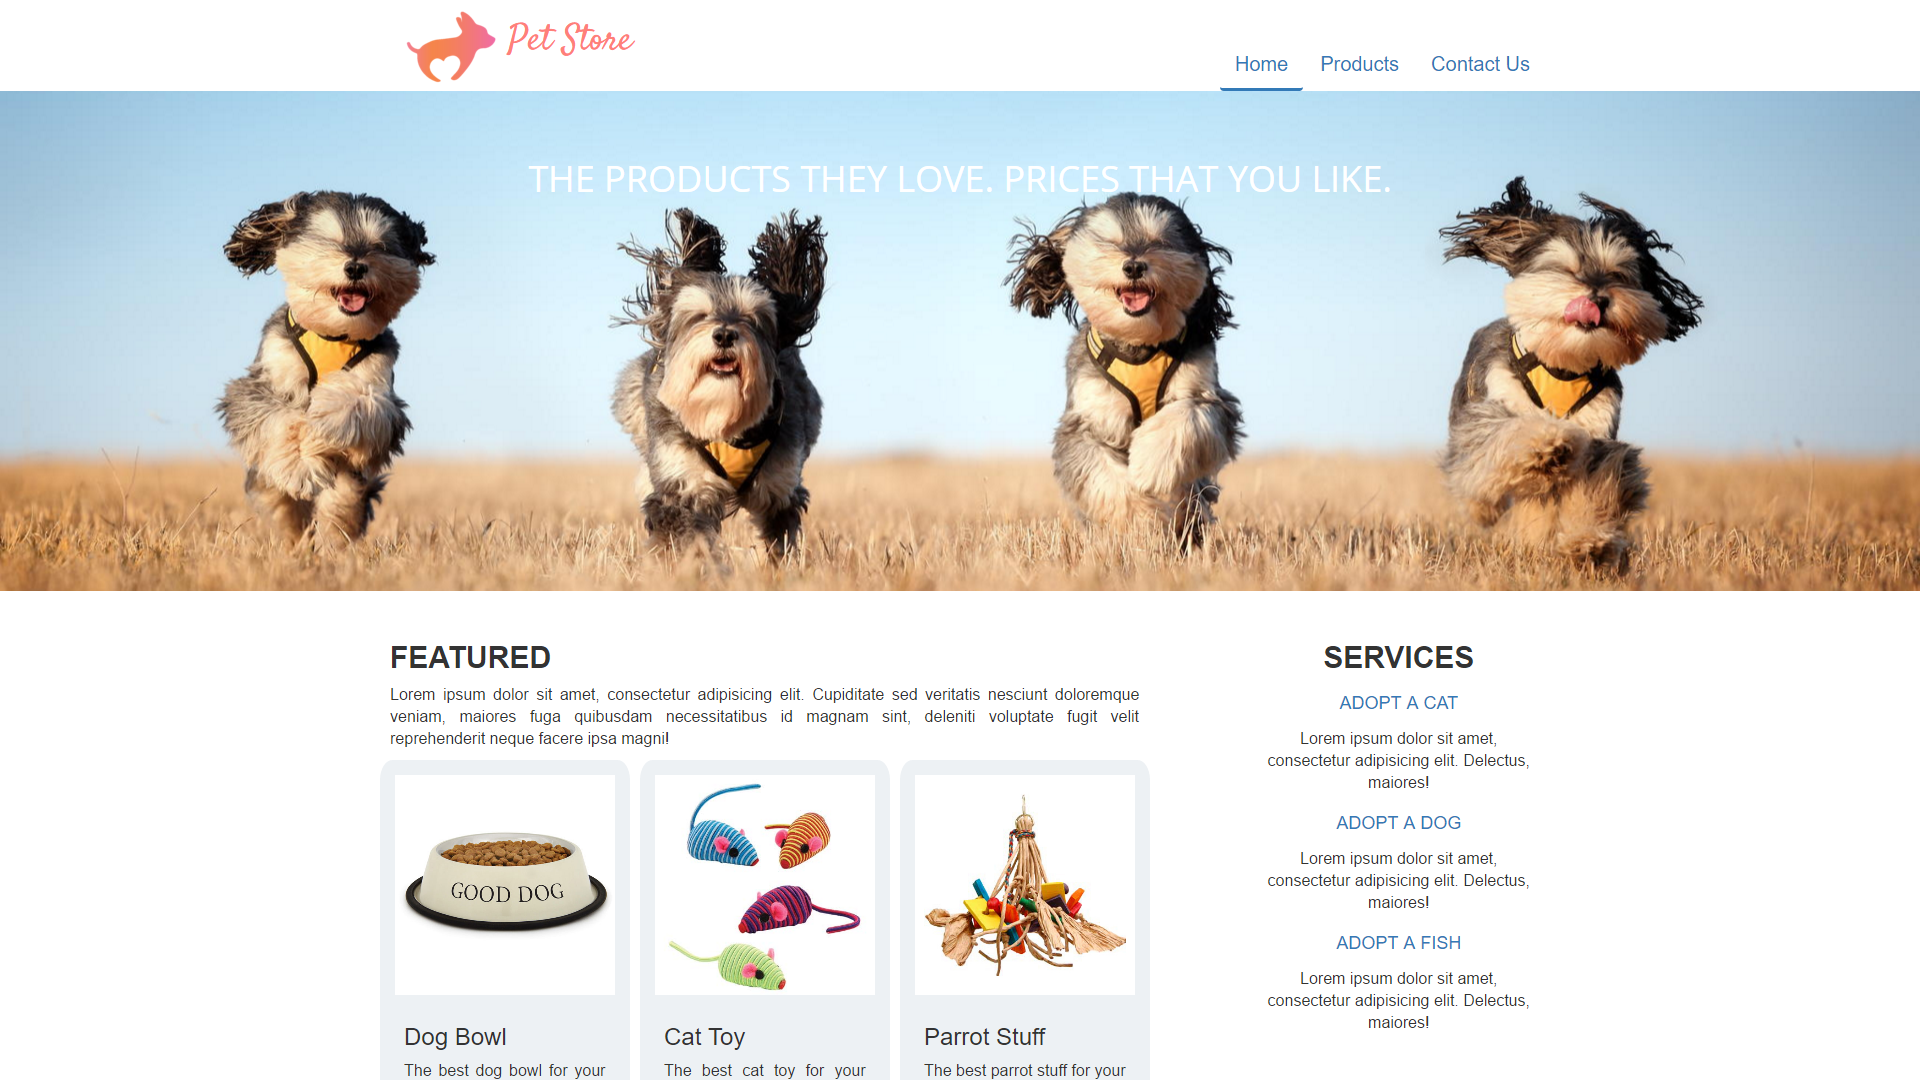 Pet Store
Home Products Contact Us
THE PRODUCTS THEY LOVE. PRICES THAT YOU LIKE.
FEATURED
Lorem ipsum dolor sit amet, consectetur adipisicing elit. Cupiditate sed veritatis nesciunt doloremque
veniam, maiores fuga quibusdam necessitatibus id magnam sint, deleniti voluptate fugit velit
reprehenderit neque facere ipsa magni!
GOOD DOG
Dog Bowl
The best dog bowl for your
Cat Toy
The best cat toy for your
Parrot Stuff
The best parrot stuff for your
SERVICES
ADOPT A CAT
Lorem ipsum dolor sit amet,
consectetur adipisicing elit. Delectus,
maiores!
ADOPT A DOG
Lorem ipsum dolor sit amet,
consectetur adipisicing elit. Delectus,
maiores!
ADOPT A FISH
Lorem ipsum dolor sit amet,
consectetur adipisicing elit. Delectus,
maiores!